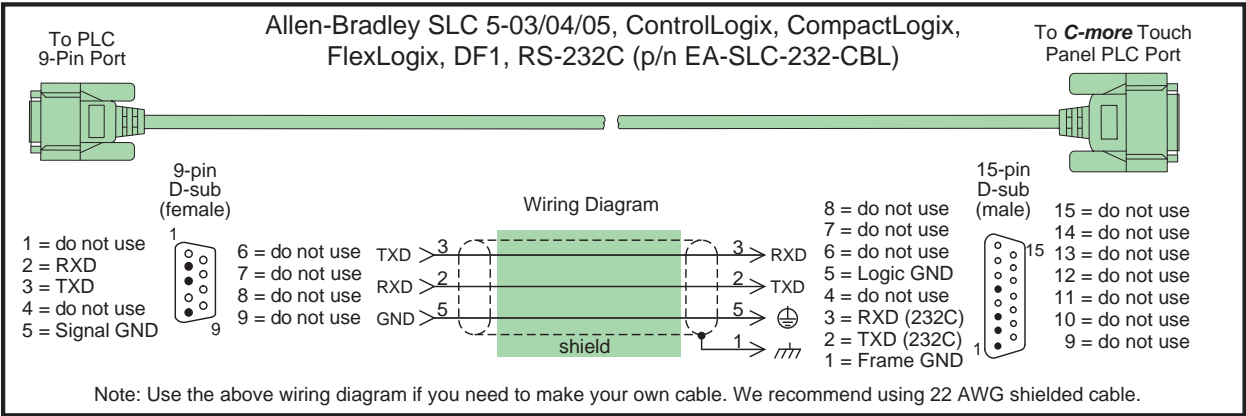 Allen-Bradley SLC 5-03/04/05, ControlLogix, CompactLogix,
FlexLogix, DF1, RS-232C (p/n EA-SLC-232-CBL)
To PLC
9-Pin Port
To C-more Touch
Panel PLC Port
9-pin
D-sub
(female)
1
9
1 = do not use
2 = RXD
3 = TXD
4 = do not use
5 = Signal GND
6 = do not use
7 = do not use
8 = do not use
9 = do not use
Wiring Diagram
TXD 3 3 RXD
RXD 2 2 TXD
GND 5 5
shield 1
8 = do not use
7 = do not use
6 = do not use
5 = Logic GND
4 = do not use
3 = RXD (232C)
2 = TXD (232C)
1 = Frame GND
15-pin
D-sub
(male)
15
1
15 = do not use
14 = do not use
13 = do not use
12 = do not use
11 = do not use
10 = do not use
9 = do not use
Note: Use the above wiring diagram if you need to make your own cable. We recommend using 22 AWG shielded cable.